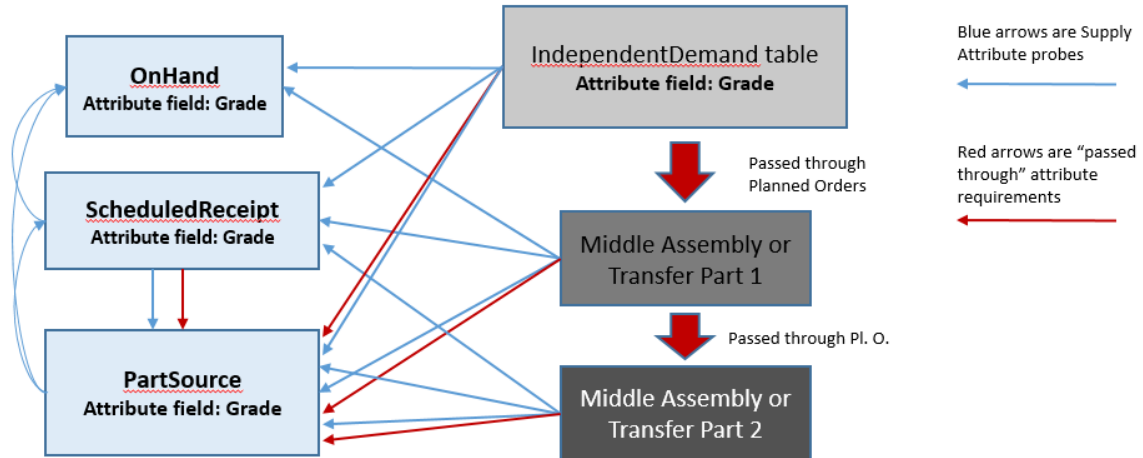 OnHand
Attribute field: Grade
ScheduledReceipt
Attribute field: Grade
PartSource
Attribute field: Grade
IndependentDemand table
Attribute field: Grade
Passed through
Planned Orders
Middle Assembly or
Transfer Part 1
Passed through Pl. O.
Middle Assembly or
Transfer Part 2
Blue arrows are Supply
Attribute probes
Red arrows are “passed
through” attribute
requirements